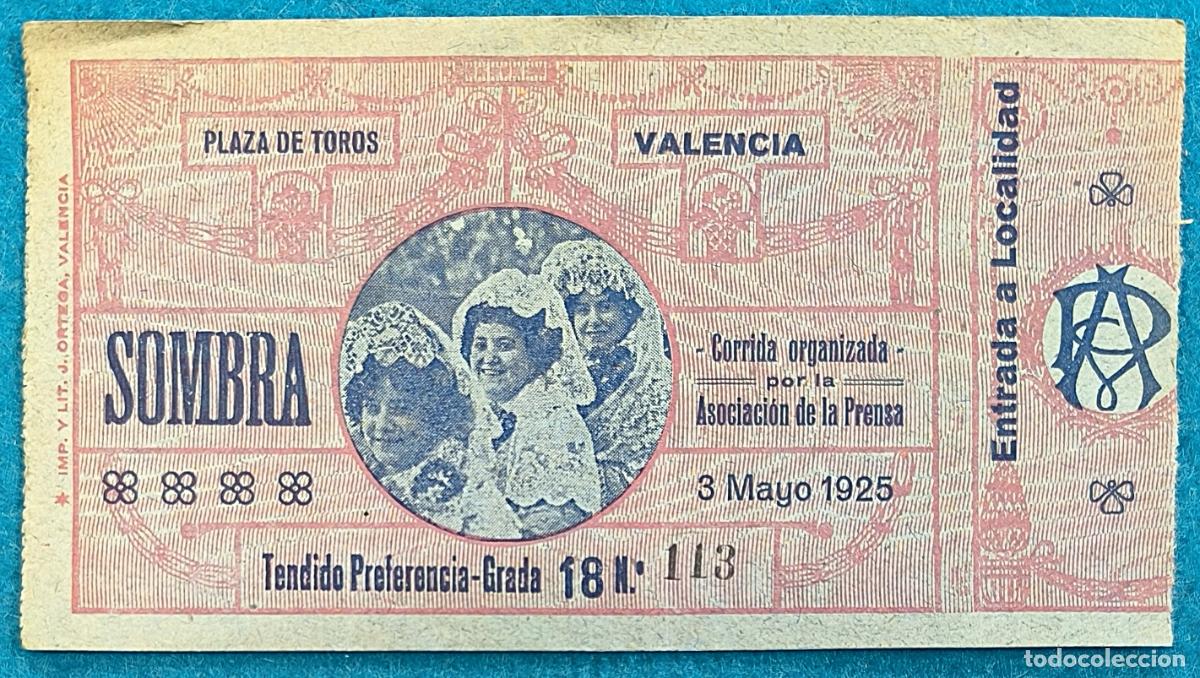 PLAZA DE TOROS
VALENCIA
SOMBRA
- Corrida organizada -
por la
Asociación de la Prensa
3 Mayo 1925
Tendido Preferencia-Grada 18 N.º 113
Entrada a Localidad
* IMP. Y LIT. J. ORTEGA, VALENCIA
todocoleccion